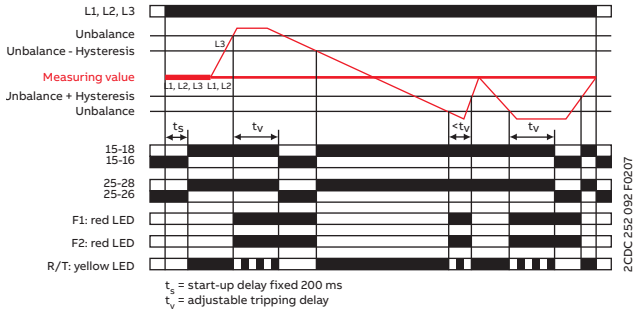 L1, L2, L3
Unbalance
L3
Unbalance - Hysteresis
Measuring value
L1, L2, L3 L1, L2
Jnbalance + Hysteresis
Unbalance
ts
tv
<tv
tv
15-18
15-16
25-28
25-26
F1: red LED
F2: red LED
R/T: yellow LED
2CDC 252 092 F0207
ts = start-up delay fixed 200 ms
tv = adjustable tripping delay